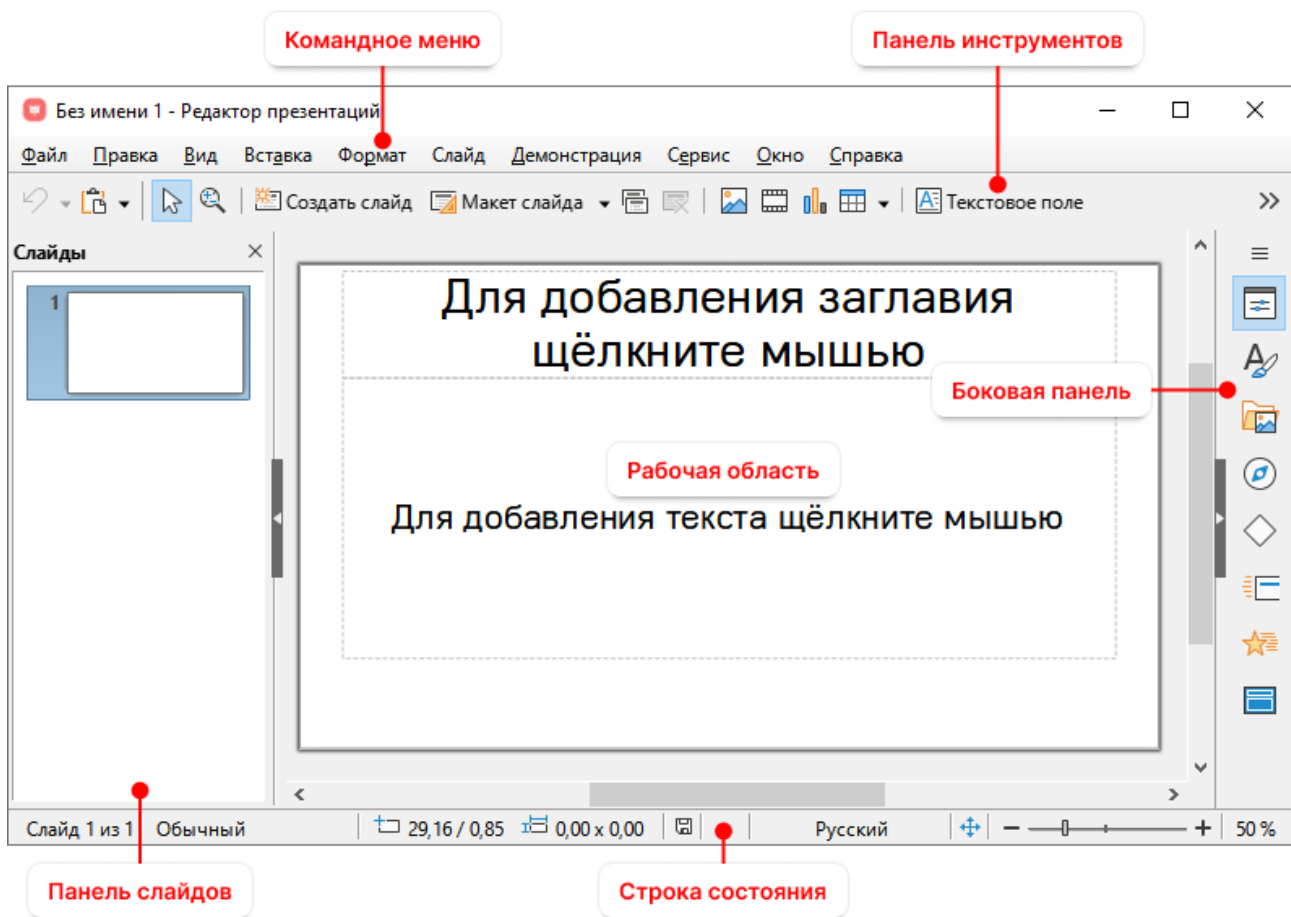 Командное меню
Панель инструментов
Без имени 1 - Редактор презентаций
Файл Правка Вид Вставка Формат Слайд Демонстрация Сервис Окно Справка
Создать слайд Макет слайда Текстовое поле
Слайды
1
Для добавления заглавия
щёлкните мышью
Боковая панель
Рабочая область
Для добавления текста щёлкните мышью
Слайд 1 из 1 Обычный 29,16 / 0,85 0,00 x 0,00 Русский 50 %
Панель слайдов
Строка состояния